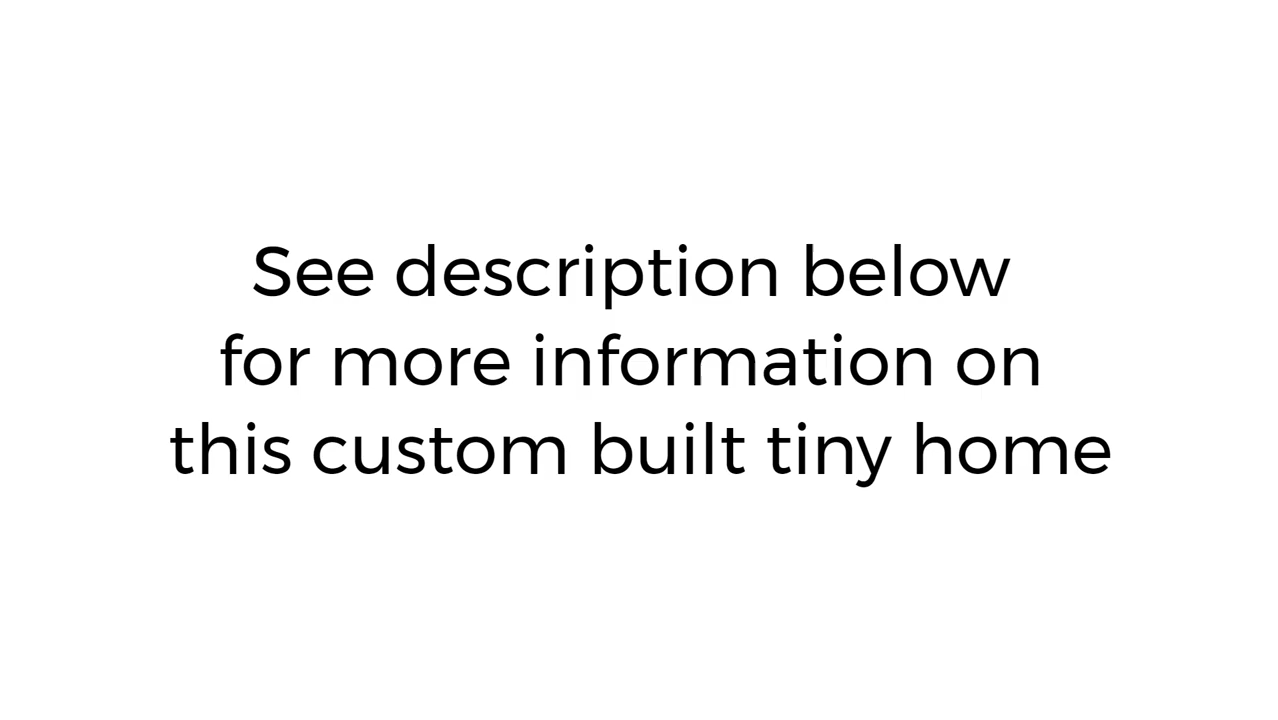 See description below
for more information on
this custom built tiny home